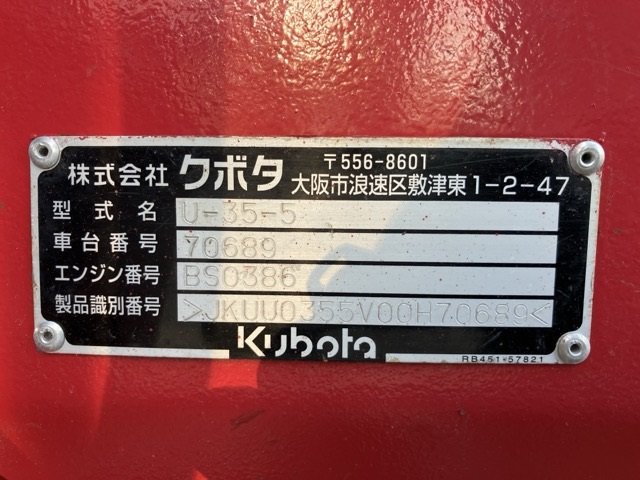 株式会社 クボタ 〒556-8601
大阪市浪速区敷津東1-2-47
型式名 U-35-5
車台番号 70689
エンジン番号 BS0386
製品識別番号 >JKUU0355V00H70689<
Kubota
RB451-57821